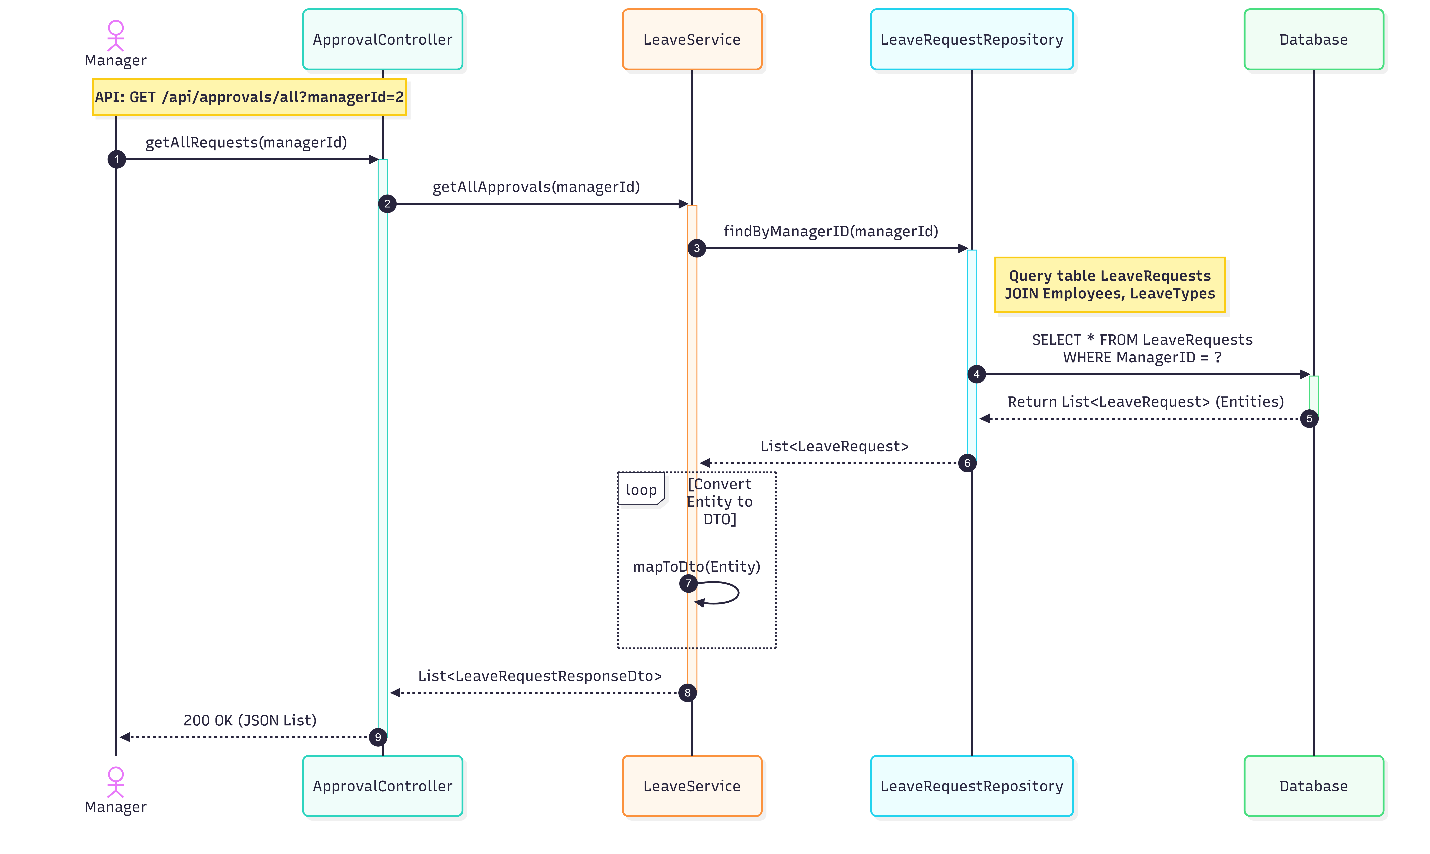 Manager
ApprovalController
LeaveService
LeaveRequestRepository
Database
API: GET /api/approvals/all?managerId=2
getAllRequests(managerId)
1
getAllApprovals(managerId)
2
findByManagerID(managerId)
3
Query table LeaveRequests
JOIN Employees, LeaveTypes
SELECT * FROM LeaveRequests
WHERE ManagerID = ?
4
Return List<LeaveRequest> (Entities)
5
List<LeaveRequest>
6
loop
[Convert
Entity to
DTO]
mapToDto(Entity)
7
List<LeaveRequestResponseDto>
8
200 OK (JSON List)
9
Manager
ApprovalController
LeaveService
LeaveRequestRepository
Database